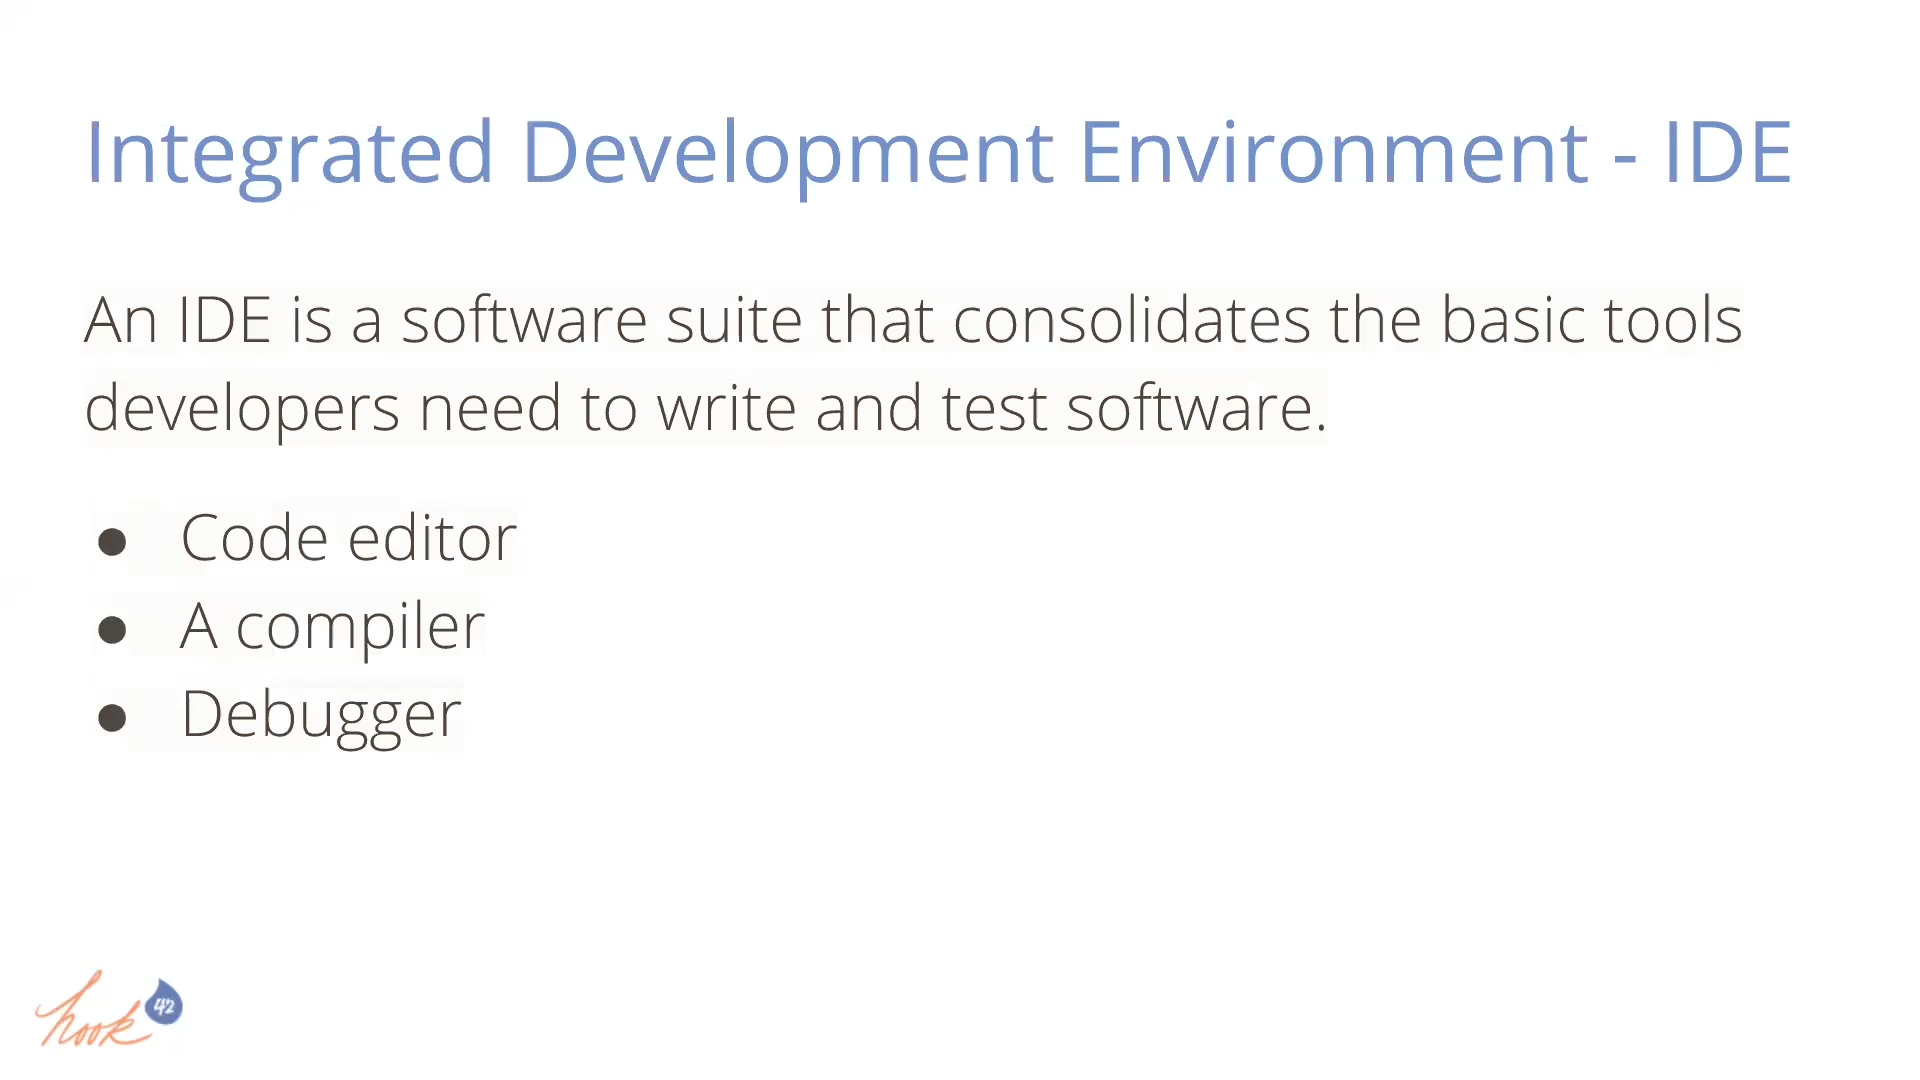 Integrated Development Environment - IDE
An IDE is a software suite that consolidates the basic tools
developers need to write and test software.
● Code editor
● A compiler
● Debugger
hook 42